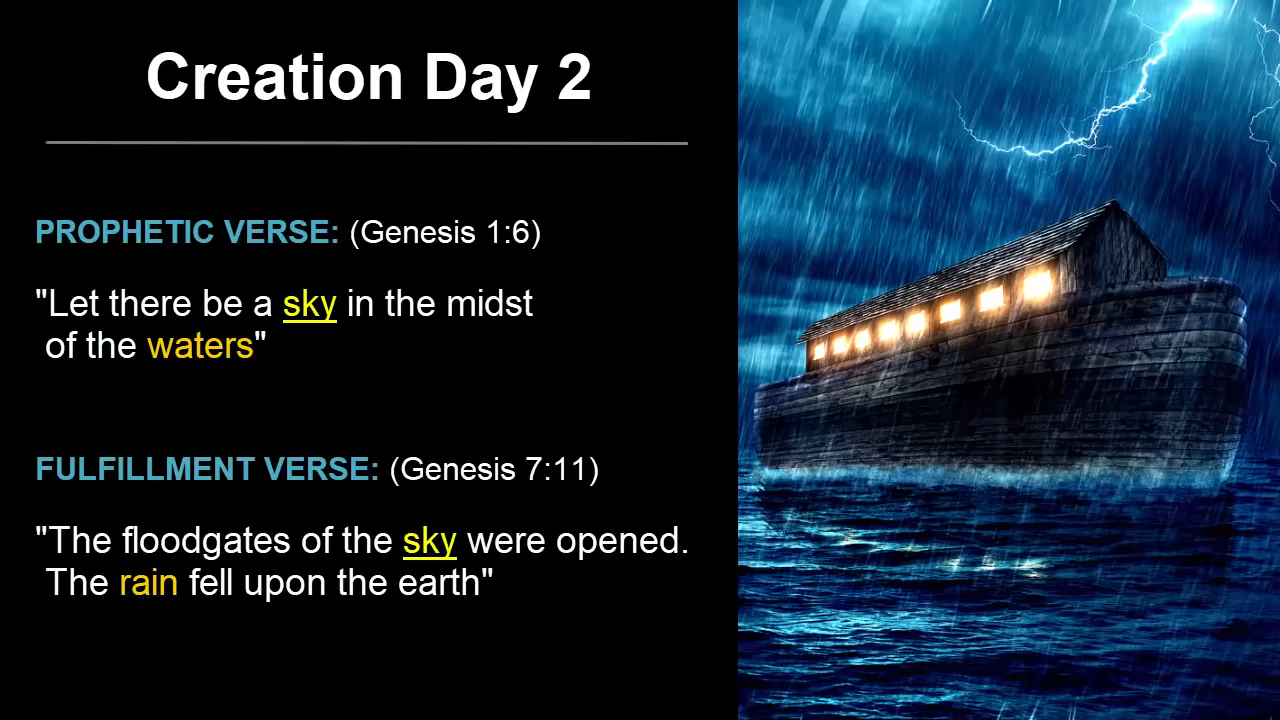 Creation Day 2
PROPHETIC VERSE: (Genesis 1:6)
"Let there be a sky in the midst
of the waters"
FULFILLMENT VERSE: (Genesis 7:11)
"The floodgates of the sky were opened.
The rain fell upon the earth"